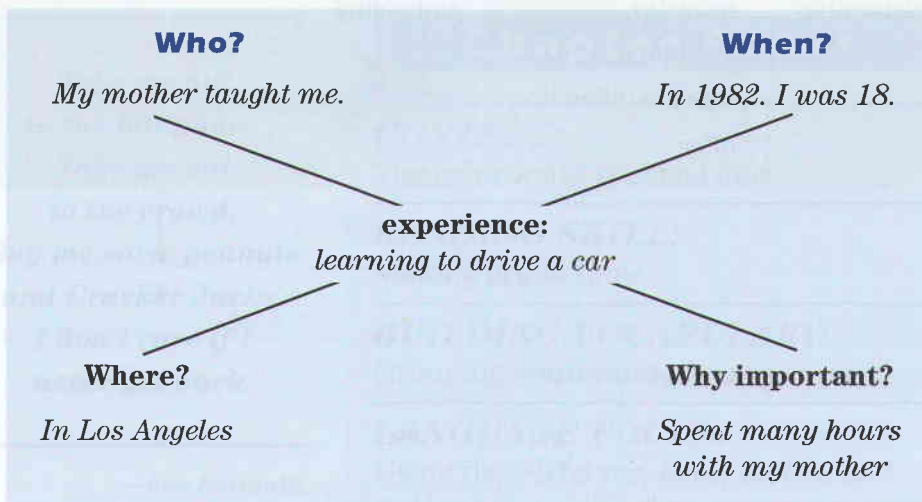 Who?
My mother taught me.
When?
In 1982. I was 18.
experience:
learning to drive a car
Where?
In Los Angeles
Why important?
Spent many hours
with my mother